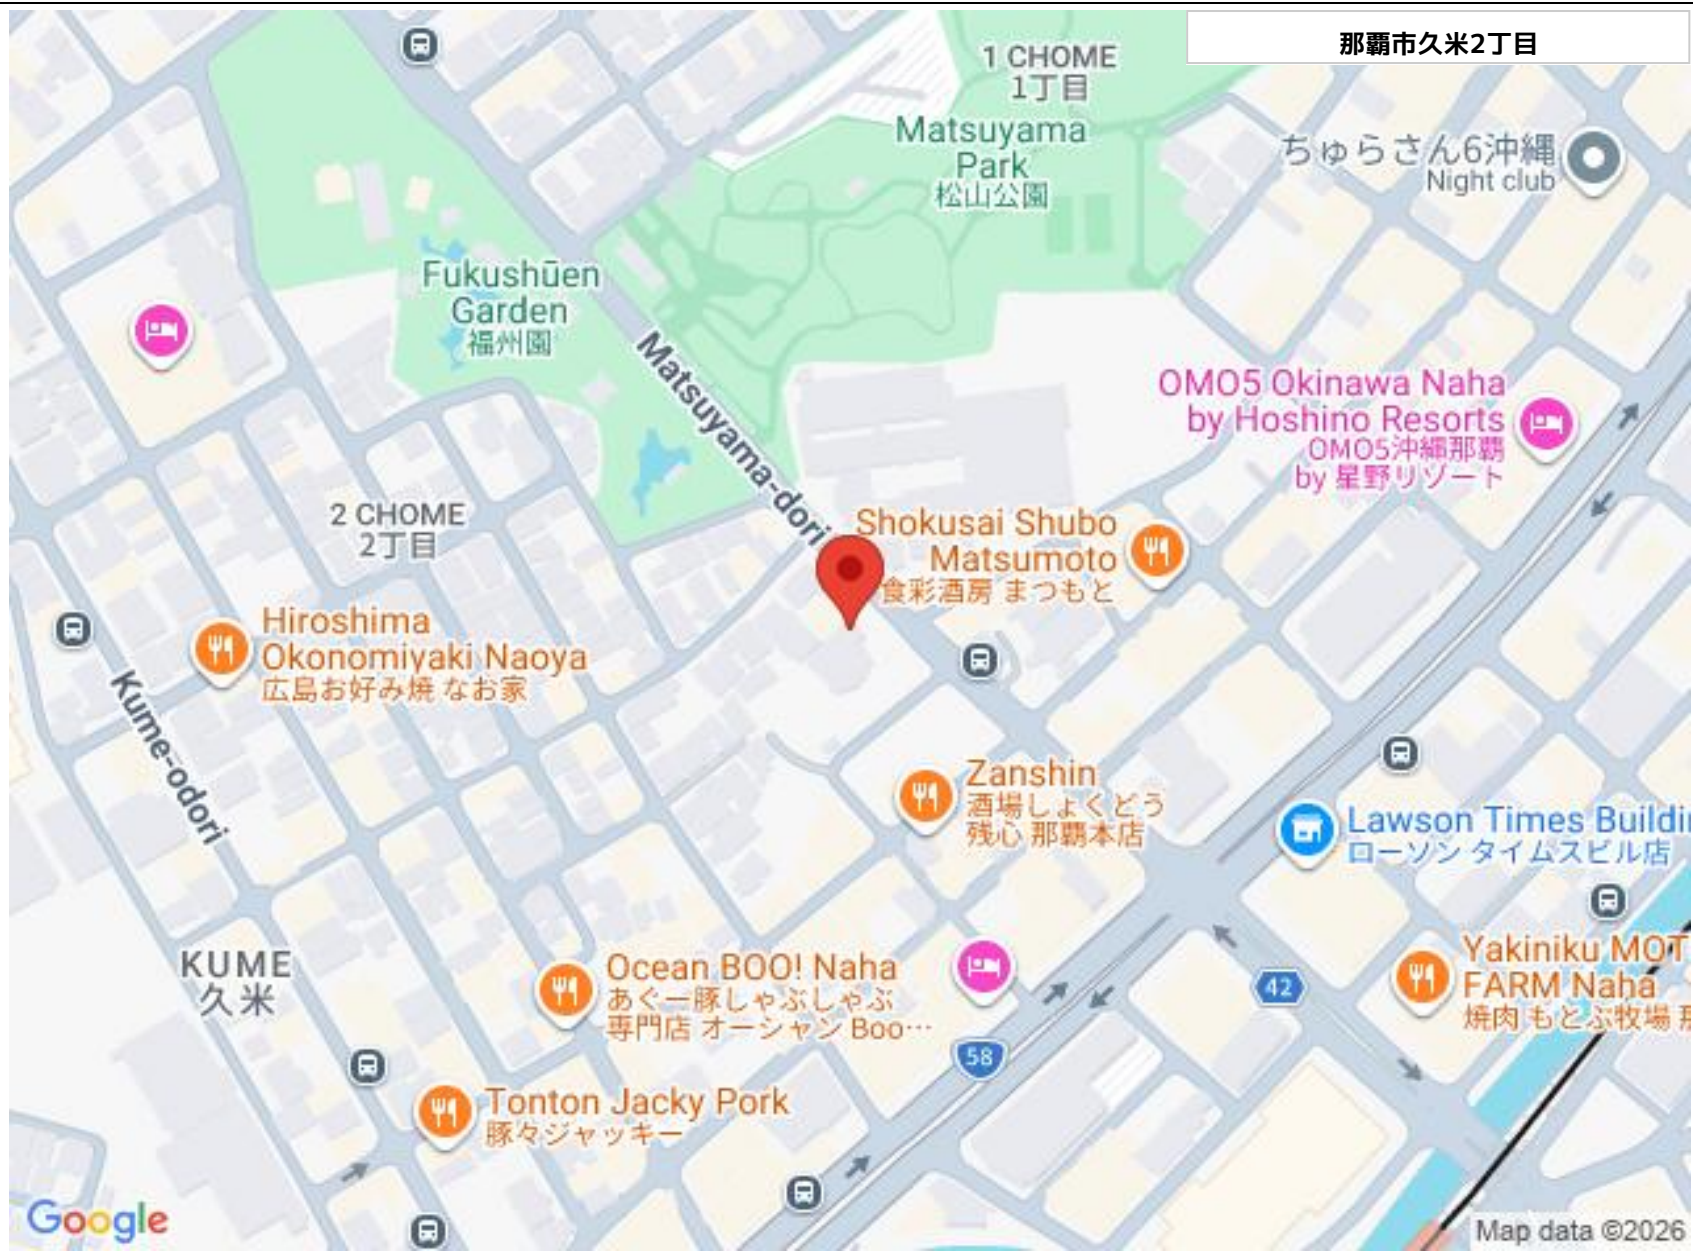 那覇市久米2丁目
1 CHOME
1丁目
Matsuyama
Park
松山公園
ちゅらさん6沖縄
Night club
Fukushūen
Garden
福州園
Matsuyama-dori
OMO5 Okinawa Naha
by Hoshino Resorts
OMO5沖縄那覇
by 星野リゾート
2 CHOME
2丁目
Shokusai Shubo
Matsumoto
食彩酒房 まつもと
Hiroshima
Okonomiyaki Naoya
広島お好み焼 なお家
Kume-odori
Zanshin
酒場しょくどう
残心 那覇本店
Lawson Times Buildi
ローソン タイムスビル店
KUME
久米
Ocean BOO! Naha
あぐー豚しゃぶしゃぶ
専門店 オーシャン Boo…
42
Yakiniku MOT
FARM Naha
焼肉 もとぶ牧場
58
Tonton Jacky Pork
豚々ジャッキー
Google
Map data ©2026